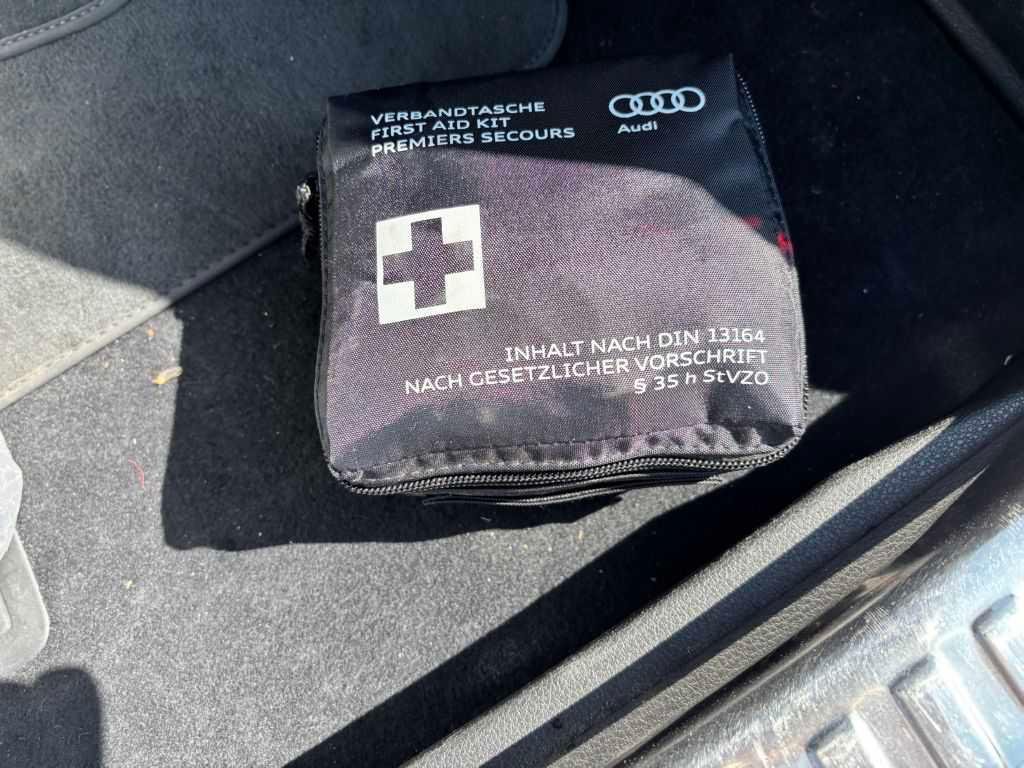 VERBANDTASCHE
FIRST AID KIT
PREMIERS SECOURS
Audi
INHALT NACH DIN 13164
NACH GESETZLICHER VORSCHRIFT
§ 35 h StVZO